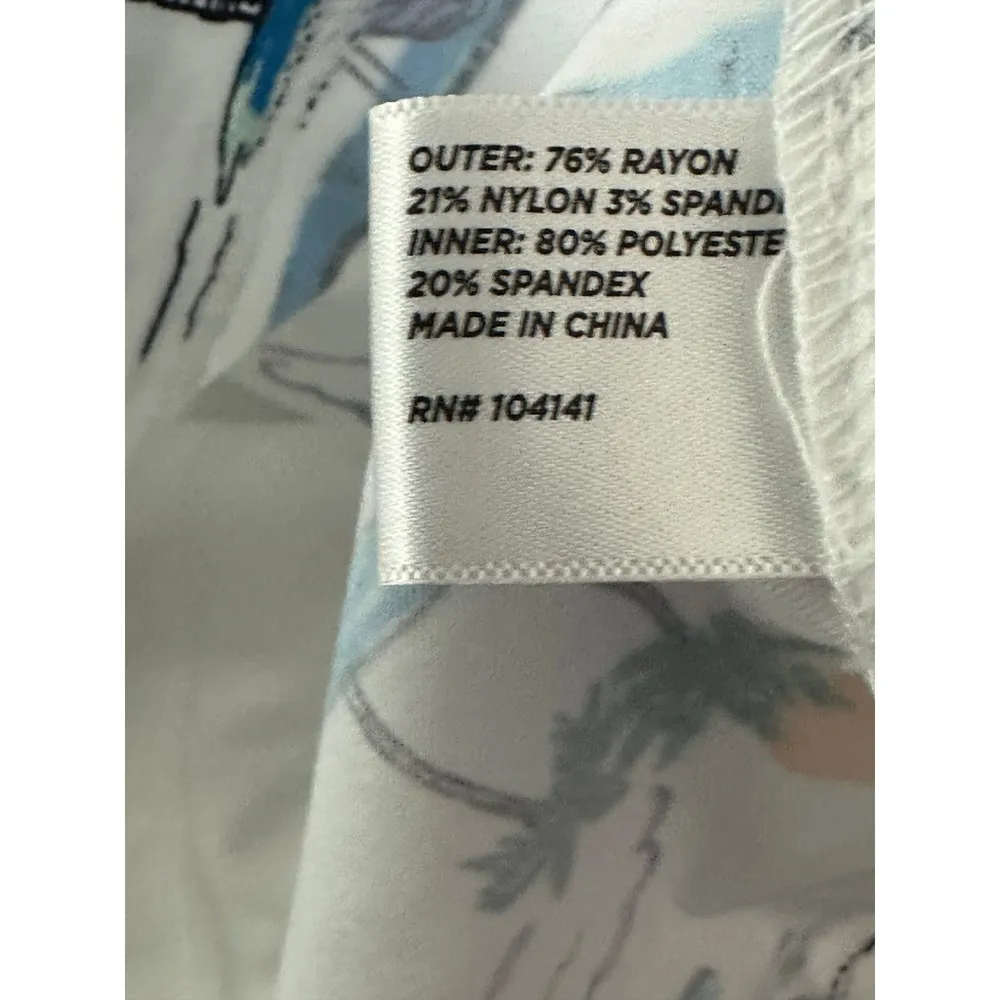 OUTER: 76% RAYON
21% NYLON 3% SPAND
INNER: 80% POLYESTE
20% SPANDEX
MADE IN CHINA
RN# 104141